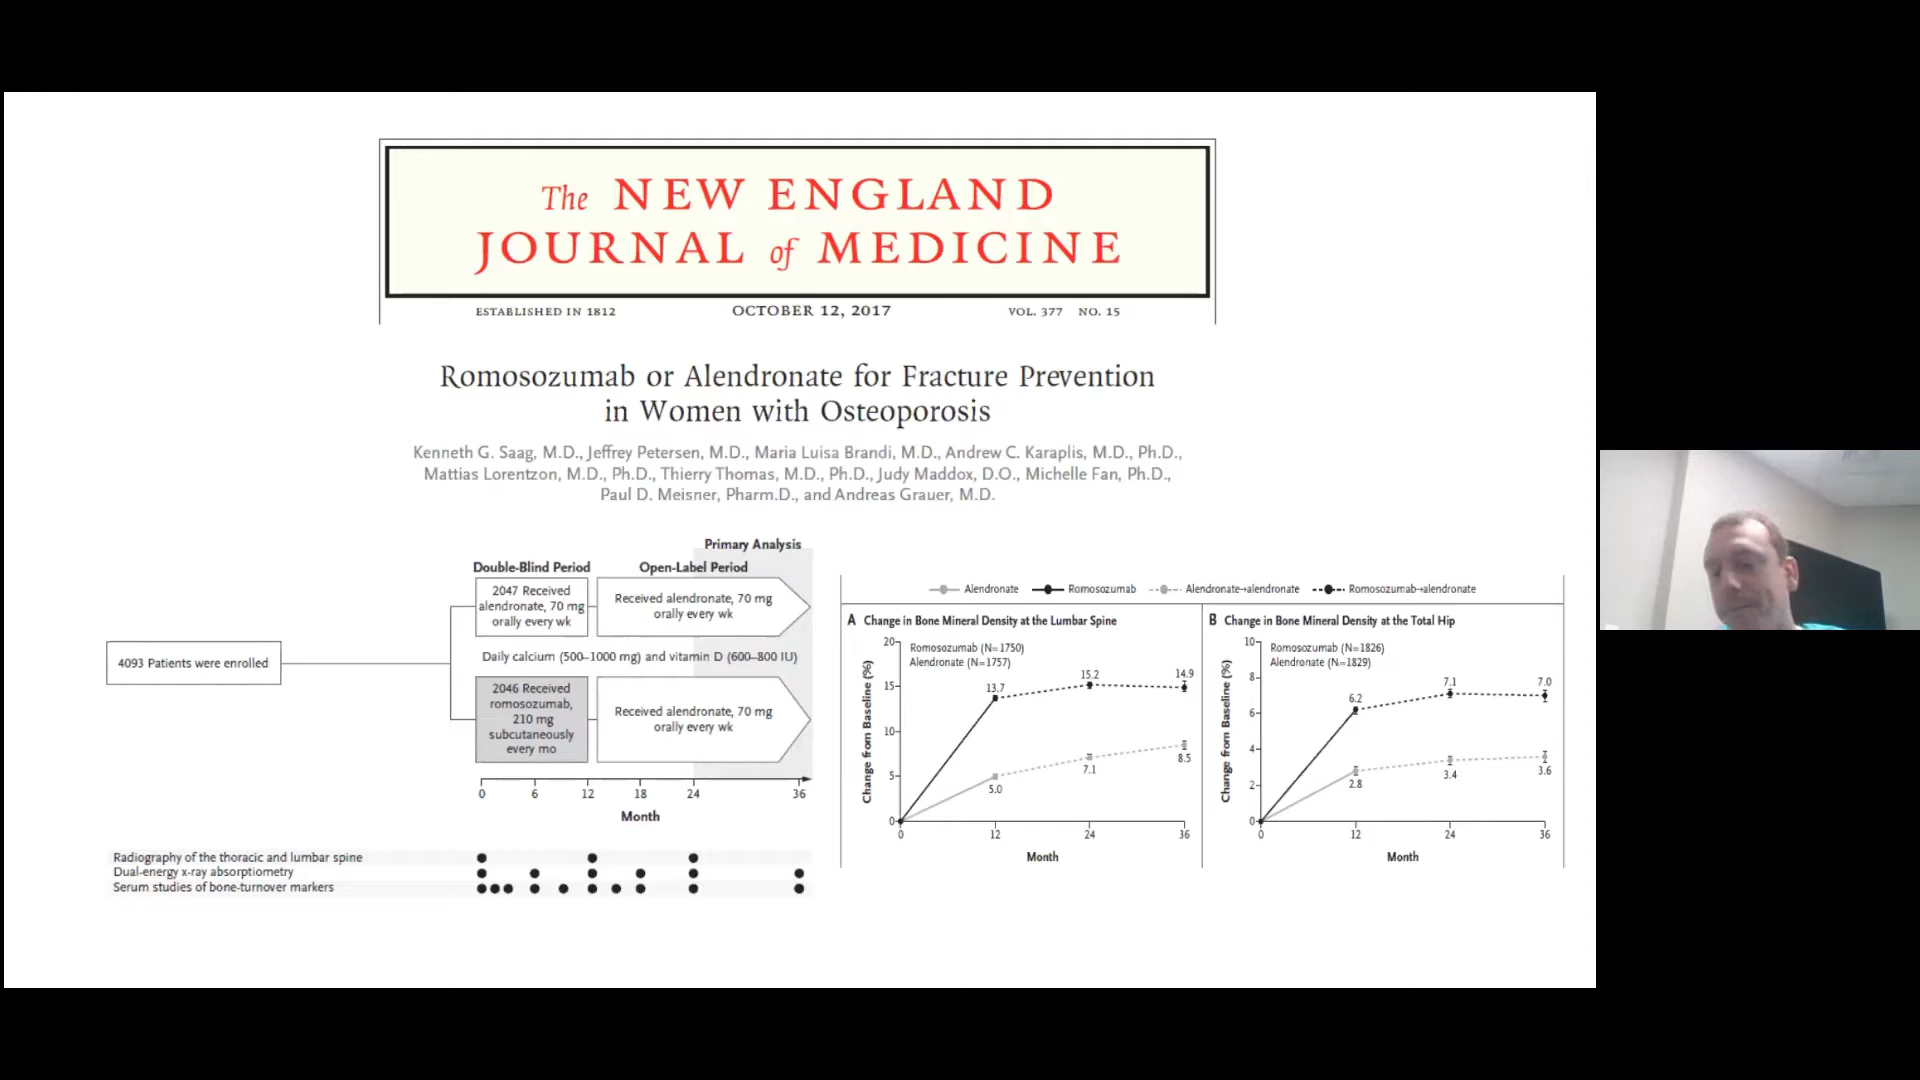 The NEW ENGLAND
JOURNAL of MEDICINE
ESTABLISHED IN 1812 OCTOBER 12, 2017 VOL. 377 NO. 15
Romosozumab or Alendronate for Fracture Prevention
in Women with Osteoporosis
Kenneth G. Saag, M.D., Jeffrey Petersen, M.D., Maria Luisa Brandi, M.D., Andrew C. Karaplis, M.D., Ph.D.,
Mattias Lorentzon, M.D., Ph.D., Thierry Thomas, M.D., Ph.D., Judy Maddox, D.O., Michelle Fan, Ph.D.,
Paul D. Meisner, Pharm.D., and Andreas Grauer, M.D.
Primary Analysis
Double-Blind Period Open-Label Period
2047 Received
alendronate, 70 mg
orally every wk
Received alendronate, 70 mg
orally every wk
4093 Patients were enrolled
Daily calcium (500–1000 mg) and vitamin D (600–800 IU)
2046 Received
romosozumab,
210 mg
subcutaneously
every mo
Received alendronate, 70 mg
orally every wk
0 6 12 18 24 36
Month
Radiography of the thoracic and lumbar spine
Dual-energy x-ray absorptiometry
Serum studies of bone-turnover markers
Alendronate Romosozumab Alendronate→alendronate Romosozumab→alendronate
A Change in Bone Mineral Density at the Lumbar Spine
Romosozumab (N=1750)
Alendronate (N=1757)
Change from Baseline (%)
20
15
10
5
0
13.7 15.2 14.9
5.0 7.1 8.5
0 12 24 36
Month
B Change in Bone Mineral Density at the Total Hip
Romosozumab (N=1826)
Alendronate (N=1829)
Change from Baseline (%)
10
8
6
4
2
0
6.2 7.1 7.0
2.8 3.4 3.6
0 12 24 36
Month